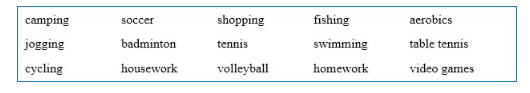 camping soccer shopping fishing aerobics
jogging badminton tennis swimming table tennis
cycling housework volleyball homework video games